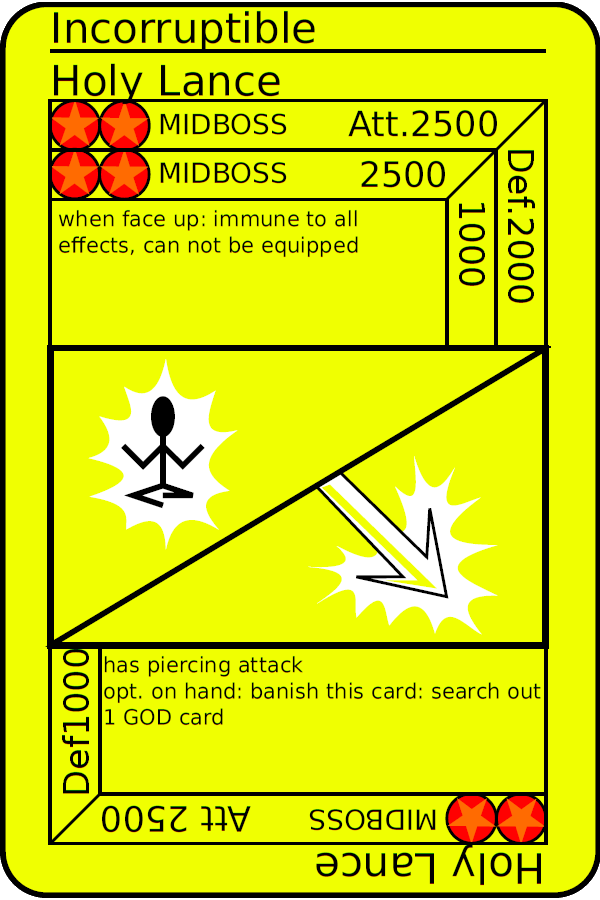 Incorruptible
Holy Lance
MIDBOSS Att.2500
MIDBOSS 2500
Def.2000
1000
when face up: immune to all
effects, can not be equipped
Def1000
has piercing attack
opt. on hand: banish this card: search out
1 GOD card
MIDBOSS Att 2500
Holy Lance